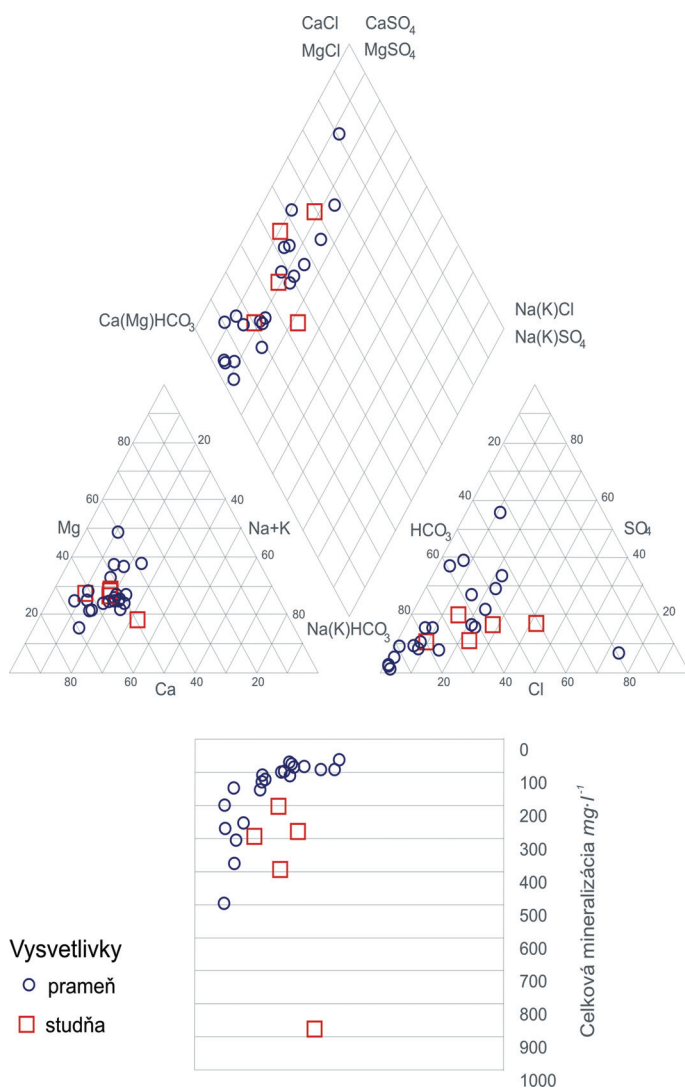 CaCl CaSO₄
MgCl MgSO₄
Ca(Mg)HCO₃
Na(K)Cl
Na(K)SO₄
80 20
60 40
Mg Na+K
40 60
20 80
80 60 40 20
Ca
Na(K)HCO₃
20 80
40 60
HCO₃ SO₄
60 40
80 20
20 40 60 80
Cl
0
100
200
300
400
500
600
700
800
900
1000
Celková mineralizácia mg·l⁻¹
Vysvetlivky
prameň
studňa